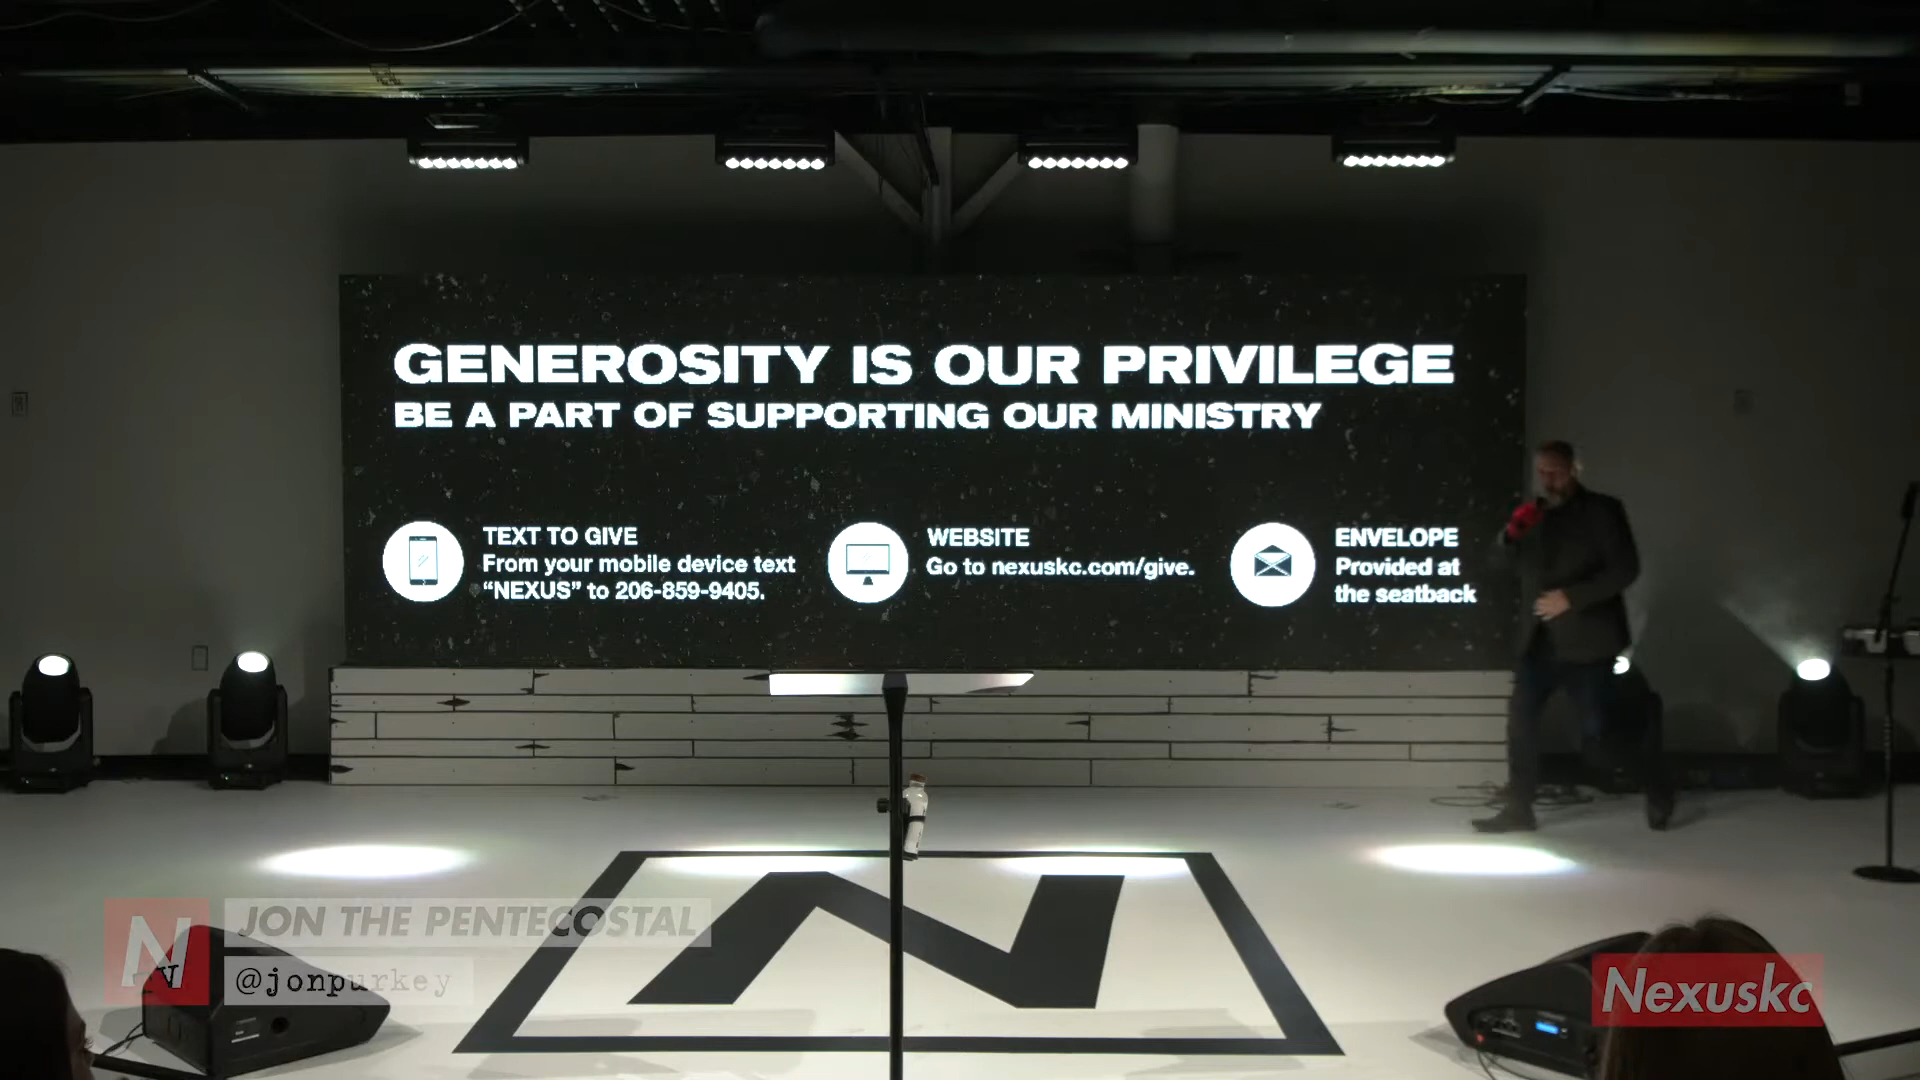 GENEROSITY IS OUR PRIVILEGE
BE A PART OF SUPPORTING OUR MINISTRY
TEXT TO GIVE
From your mobile device text
“NEXUS” to 206-859-9405.
WEBSITE
Go to nexuskc.com/give.
ENVELOPE
Provided at
the seatback
N
N
JON THE PENTECOSTAL
@jonpurkey
Nexuskc